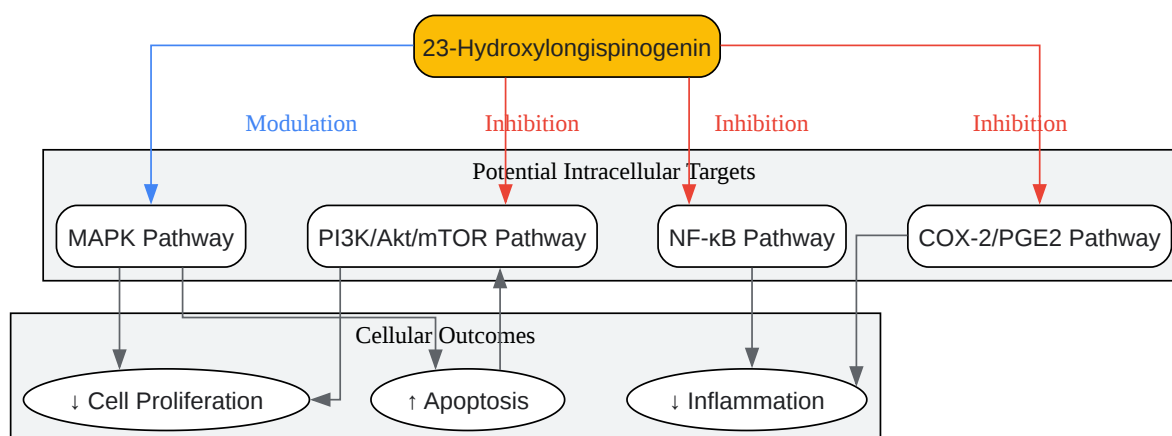 23-Hydroxylongispinogenin
Modulation
Inhibition
Inhibition
Inhibition
Potential Intracellular Targets
MAPK Pathway
PI3K/Akt/mTOR Pathway
NF-κB Pathway
COX-2/PGE2 Pathway
Cellular Outcomes
↓ Cell Proliferation
↑ Apoptosis
↓ Inflammation